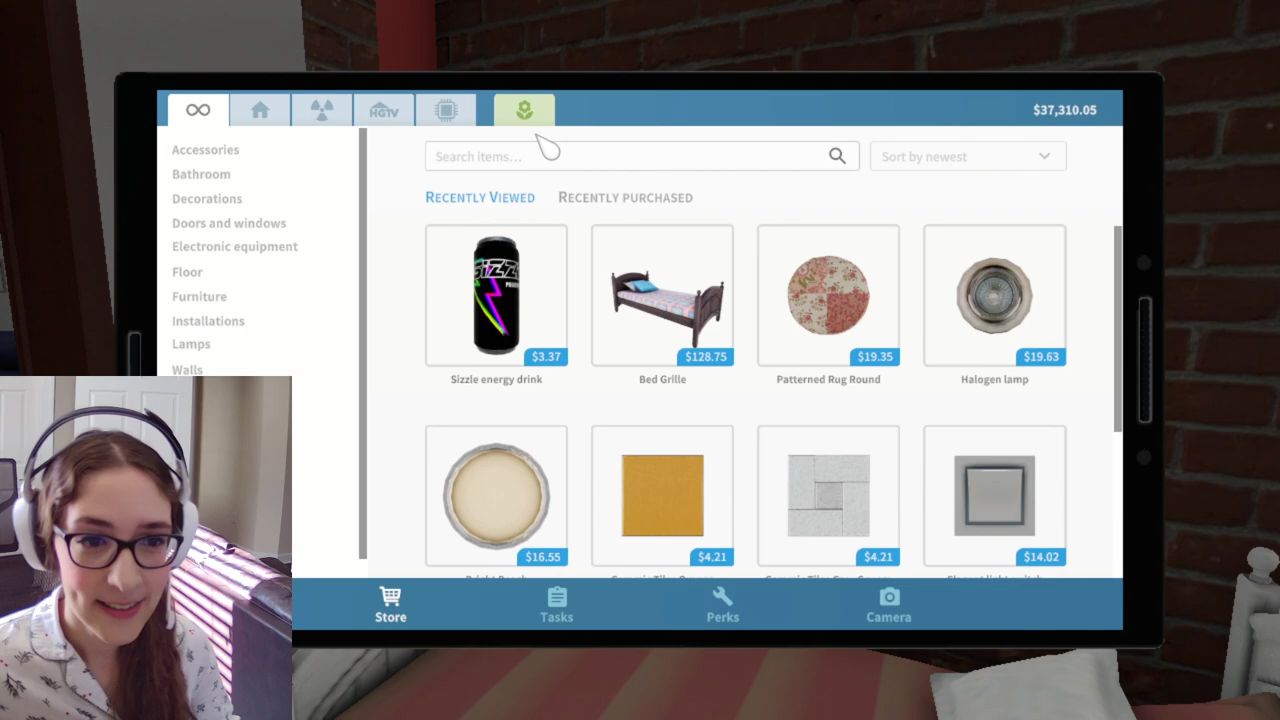 HGTV
$37,310.05
Accessories
Bathroom
Decorations
Doors and windows
Electronic equipment
Floor
Furniture
Installations
Lamps
Walls
Search items...
Sort by newest
RECENTLY VIEWED
RECENTLY PURCHASED
SIZZ
$3.37
Sizzle energy drink
$128.75
Bed Grille
$19.35
Patterned Rug Round
$19.63
Halogen lamp
$16.55
$4.21
$4.21
$14.02
Store
Tasks
Perks
Camera